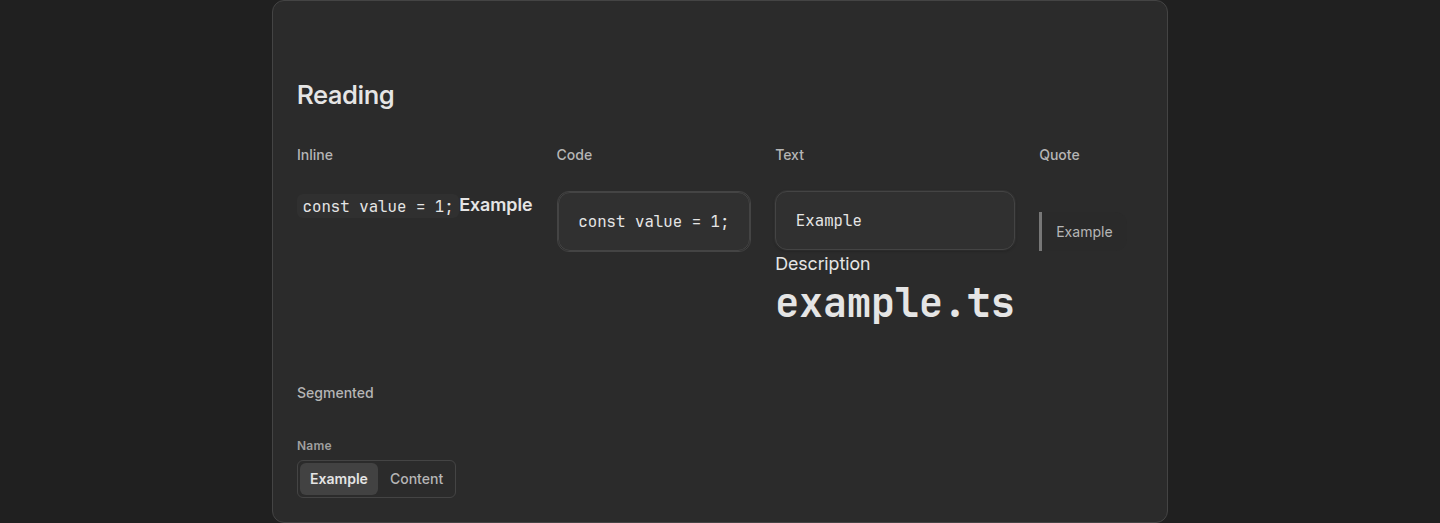 Reading
Inline
Code
Text
Quote
const value = 1; Example
const value = 1;
Example
Description
example.ts
Example
Segmented
Name
Example Content